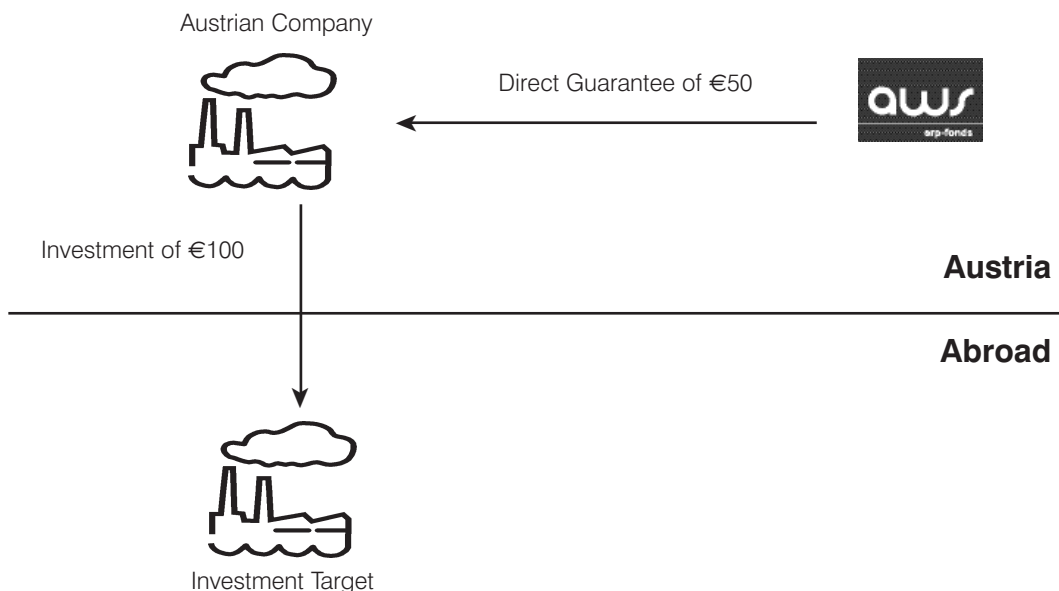 Austrian Company
Direct Guarantee of €50
aws
erp-fonds
Investment of €100
Austria
Abroad
Investment Target